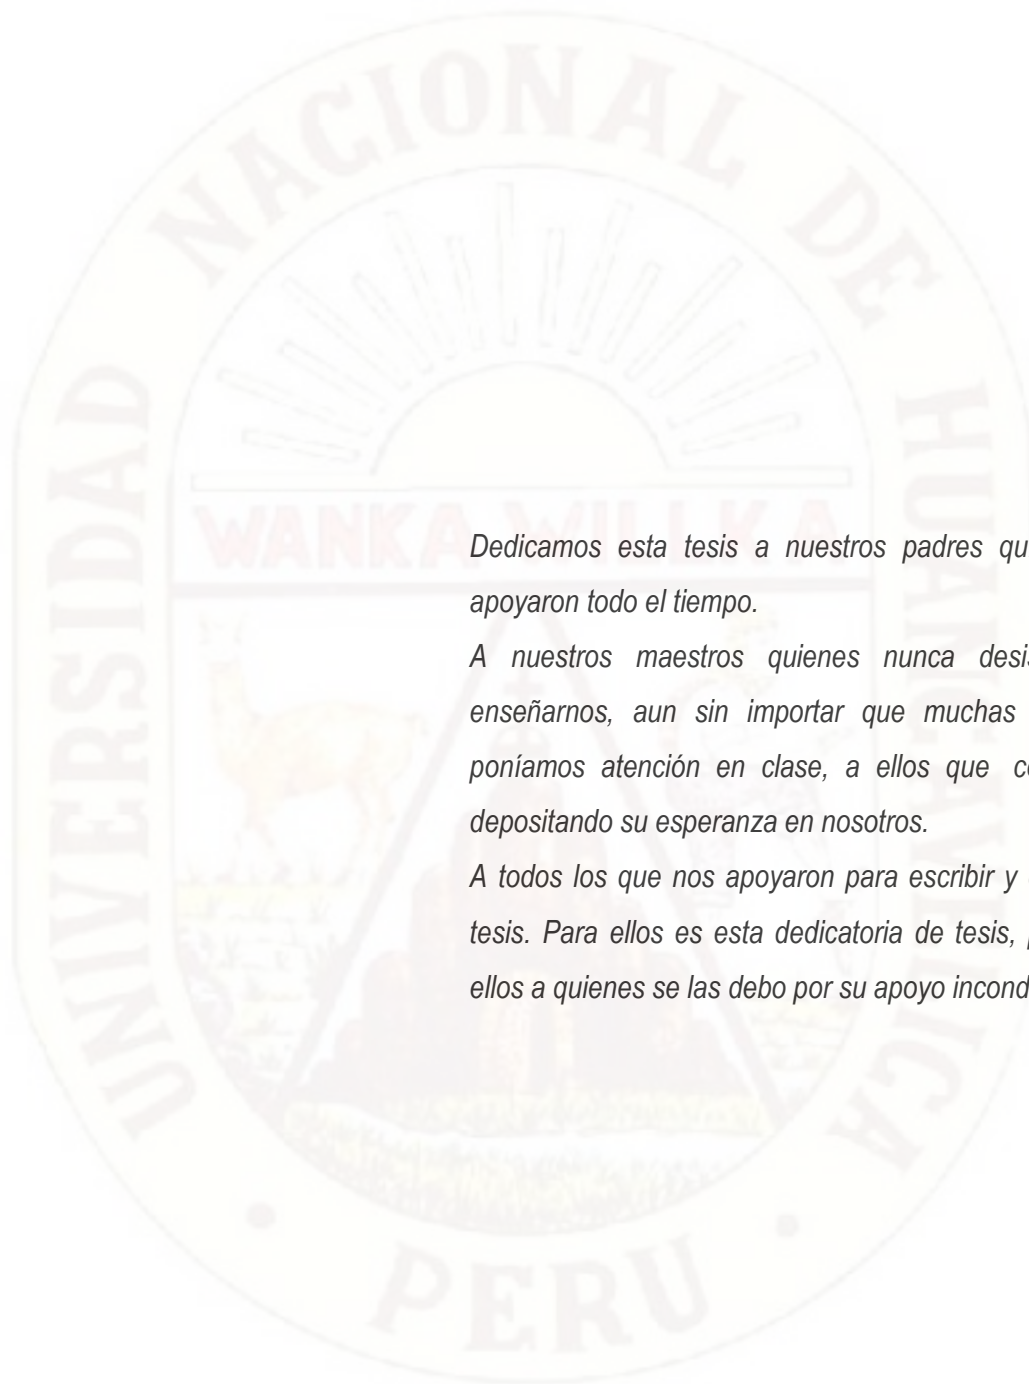 UNIVERSIDAD NACIONAL DE HUANCAVELICA
WANKA WILLKA
Dedicamos esta tesis a nuestros padres
apoyaron todo el tiempo.
A nuestros maestros quienes nunca
enseñarnos, aun sin importar que muchas
poníamos atención en clase, a ellos que
depositando su esperanza en nosotros.
A todos los que nos apoyaron para escribir y
tesis. Para ellos es esta dedicatoria de tesis,
ellos a quienes se las debo por su apoyo
PERU